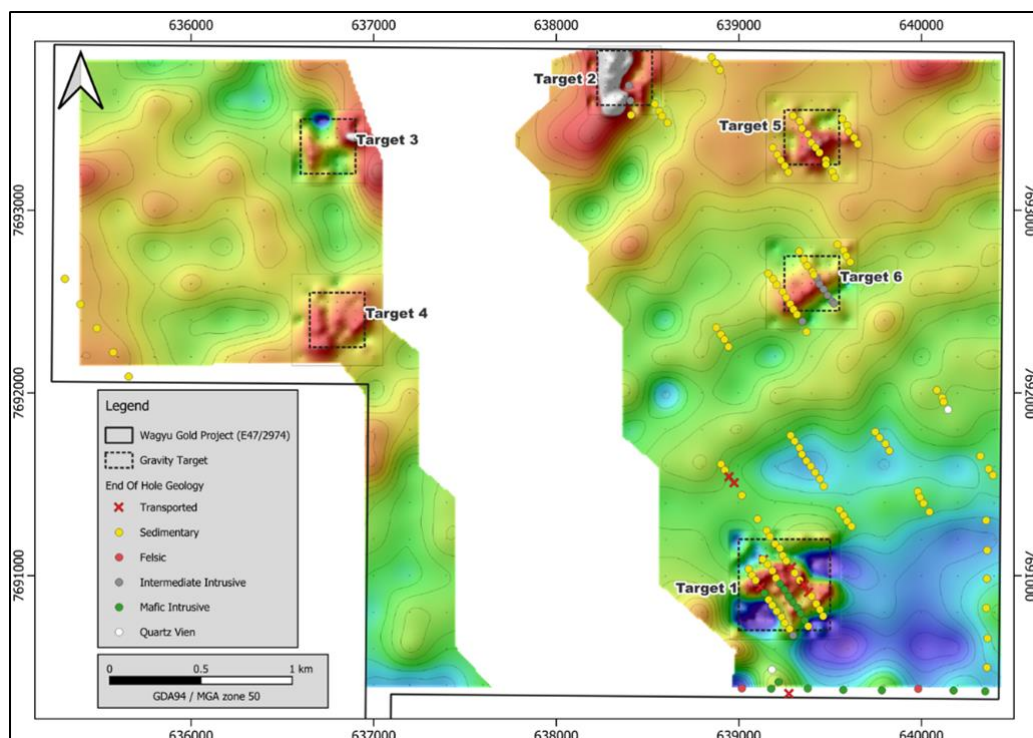 636000 637000 638000 639000 640000
Target 2
Target 5
Target 3
7693000
7693000
Target 6
Target 4
7692000
7692000
Legend
Wagyu Gold Project (E47/2974)
Gravity Target
End Of Hole Geology
Transported
Sedimentary
Felsic
Intermediate Intrusive
Mafic Intrusive
Quartz Vien
Target 1
7691000
7691000
0 0.5 1 km
GDA94 / MGA zone 50
636000 637000 638000 639000 640000